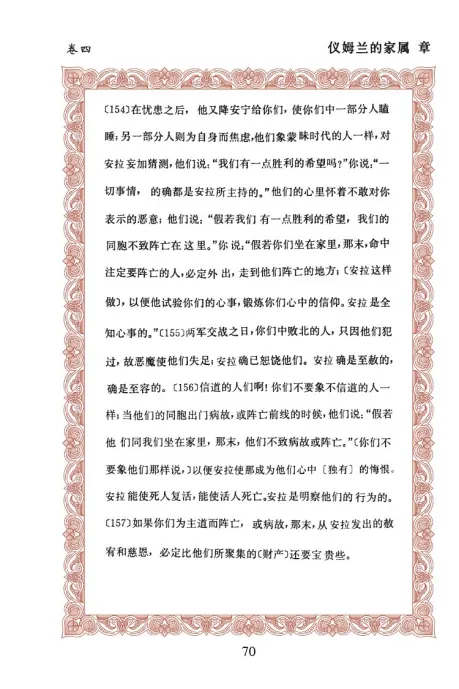 卷四
仪姆兰的家属 章
〔154〕在忧患之后，他又降安宁给你们，使你们中一部分人瞌
睡；另一部分人则为自身而焦虑，他们象蒙昧时代的人一样，对
安拉妄加猜测，他们说：“我们有一点胜利的希望吗？”你说：“一
切事情，的确都是安拉所主持的。”他们的心里怀着不敢对你
表示的恶意；他们说：“假若我们有一点胜利的希望，我们的
同胞不致阵亡在这里。”你说：“假若你们坐在家里，那末，命中
注定要阵亡的人，必定外出，走到他们阵亡的地方；〔安拉这样
做〕，以便他试验你们的心事，锻炼你们心中的信仰。安拉是全
知心事的。”〔155〕两军交战之日，你们中败北的人，只因他们犯
过，故恶魔使他们失足；安拉确已恕饶他们。安拉确是至赦的，
确是至容的。〔156〕信道的人们啊！你们不要象不信道的人一
样；当他们的同胞出门病故，或阵亡前线的时候，他们说：“假若
他们同我们坐在家里，那末，他们不致病故或阵亡。”〔你们不
要象他们那样说，〕以便安拉使那成为他们心中〔独有〕的悔恨。
安拉能使死人复活，能使活人死亡。安拉是明察他们的行为的。
〔157〕如果你们为主道而阵亡，或病故，那末，从安拉发出的赦
宥和慈恩，必定比他们所聚集的〔财产〕还要宝贵些。
70